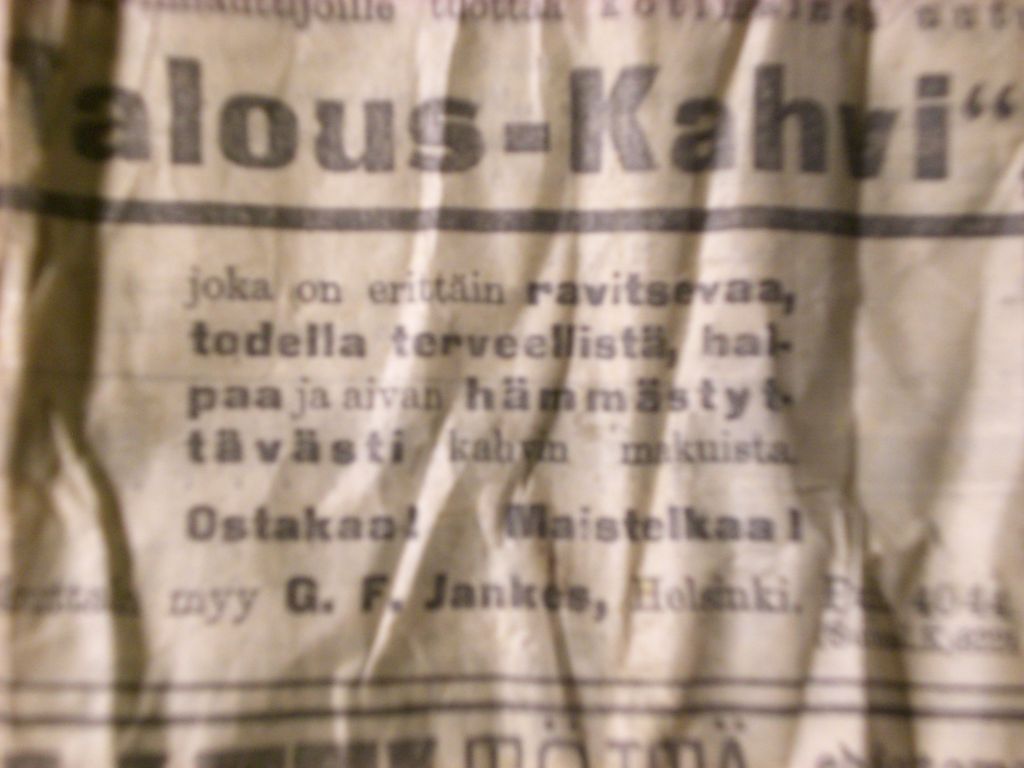 tuottaa
alous-Kahvi“
joka on erittäin ravitsevaa,
todella terveellistä, hal-
paa ja aivan hämmästyt-
tävästi kahvin makuista.
Ostakaa! Maistelkaa!
myy G. F. Jankes, Helsinki.